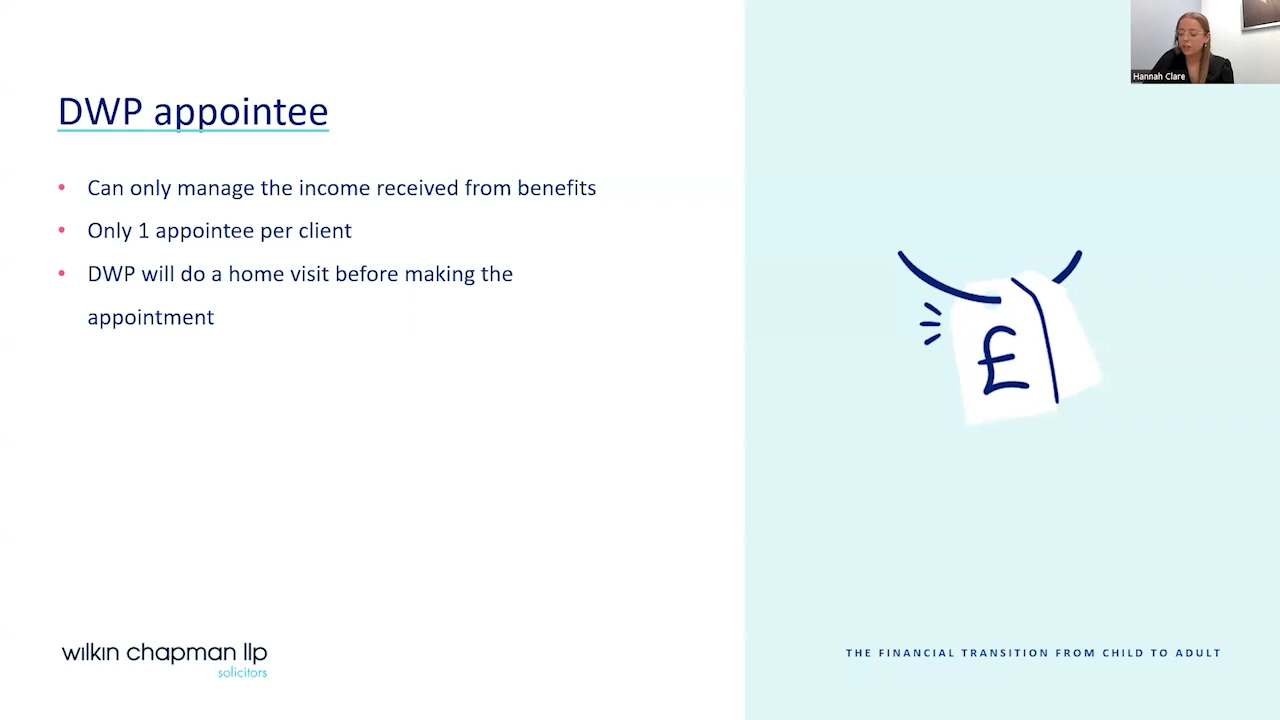 Hannah Clare
DWP appointee
• Can only manage the income received from benefits
• Only 1 appointee per client
• DWP will do a home visit before making the
appointment
£
wilkin chapman llp
solicitors
THE FINANCIAL TRANSITION FROM CHILD TO ADULT